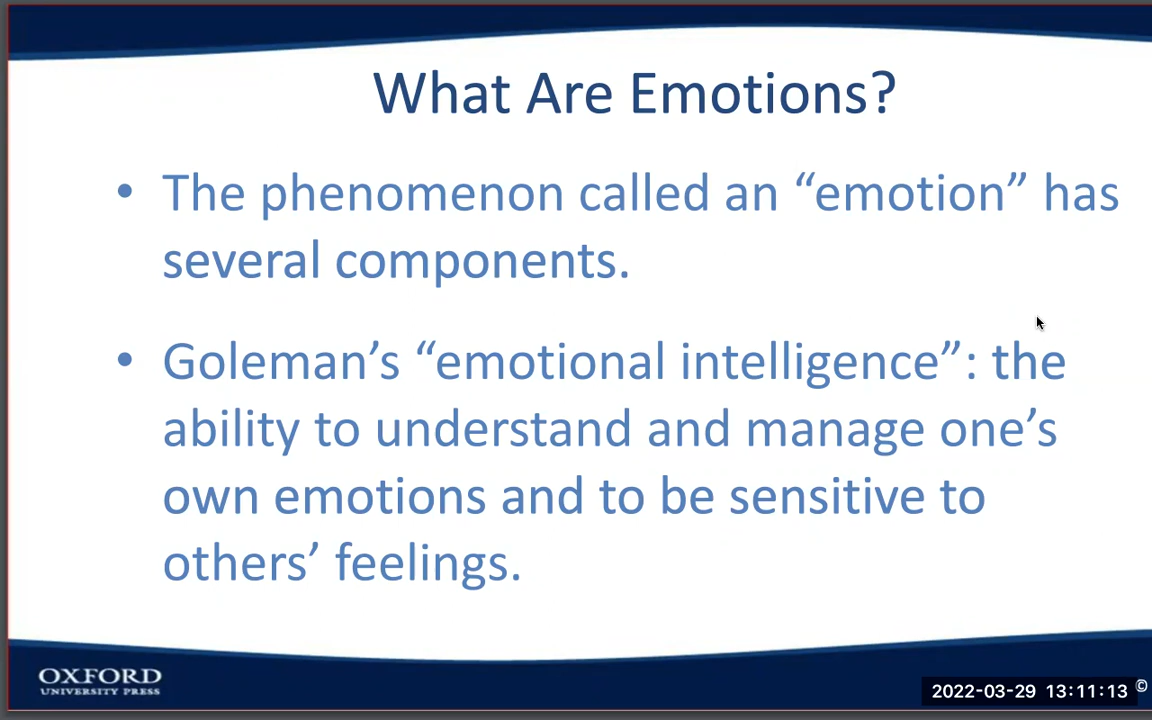 What Are Emotions?
• The phenomenon called an “emotion” has
several components.
• Goleman’s “emotional intelligence”: the
ability to understand and manage one’s
own emotions and to be sensitive to
others’ feelings.
OXFORD
UNIVERSITY PRESS
2022-03-29 13:11:13 ©